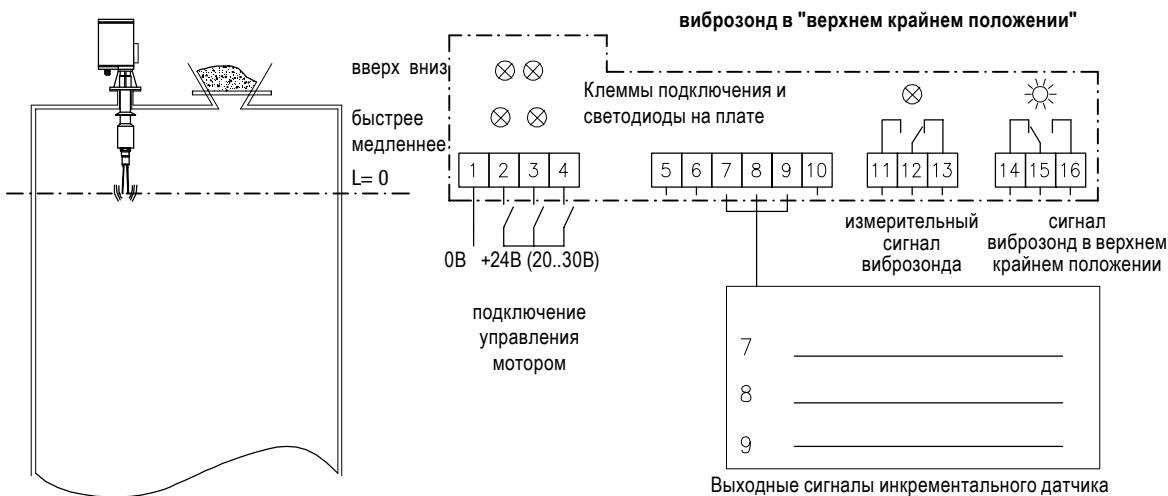 виброзонд в "верхнем крайнем положении"
вверх вниз
быстрее
медленнее
L= 0
Клеммы подключения и
светодиоды на плате
1 2 3 4
5 6 7 8 9 10
11 12 13
14 15 16
0В +24В (20..30В)
подключение
управления
мотором
измерительный
сигнал
виброзонда
сигнал
виброзонд в верхнем
крайнем положении
7
8
9
Выходные сигналы инкрементального датчика